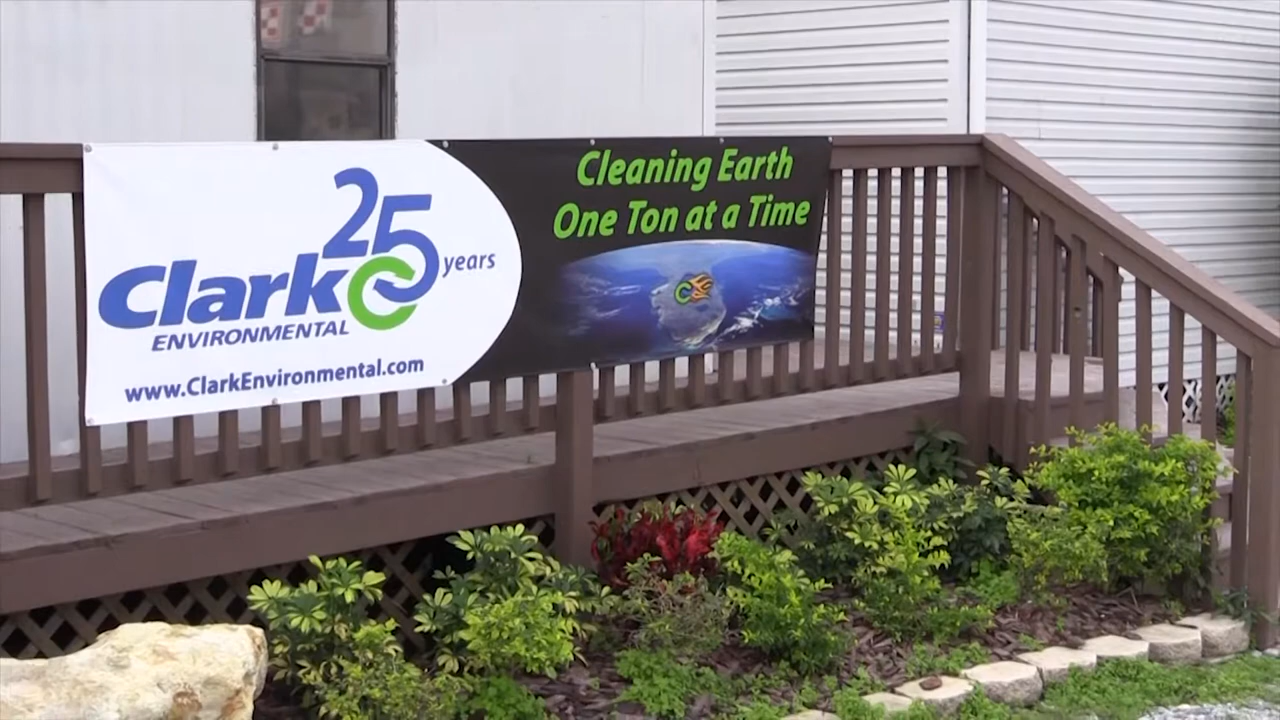 25
years
Clark
ENVIRONMENTAL
www.ClarkEnvironmental.com
Cleaning Earth
One Ton at a Time